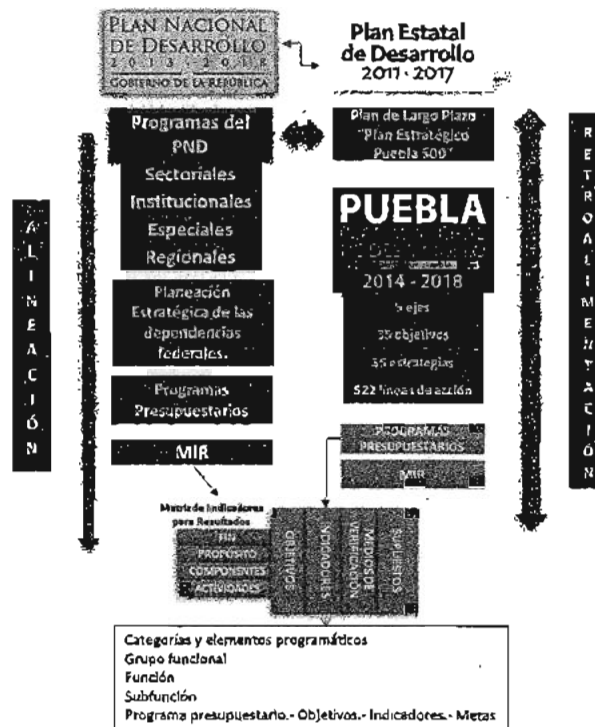 PLAN NACIONAL
DE DESARROLLO
2013-2018
GOBIERNO DE LA REPÚBLICA
Plan Estatal
de Desarrollo
2011-2017
Programas del
PND
Sectoriales
Institucionales
Especiales
Regionales
Plan de Largo Plazo
"Plan Estratégico
Puebla 500"
ALINEACIÓN
RETROALIMENTACIÓN
PUEBLA
2014 - 2018
5 ejes
objetivos
estrategias
522 líneas de acción
Planeación
Estratégica de las
dependencias
federales.
Programas
Presupuestarios
MIR
PROGRAMAS
PRESUPUESTARIOS
MIR
Matriz de Indicadores
para Resultados
FIN
PROPÓSITO
COMPONENTES
ACTIVIDADES
OBJETIVOS
INDICADORES
MEDIOS DE
VERIFICACIÓN
SUPUESTOS
Categorías y elementos programáticos
Grupo funcional
Función
Subfunción
Programa presupuestario.- Objetivos.- Indicadores.- Metas